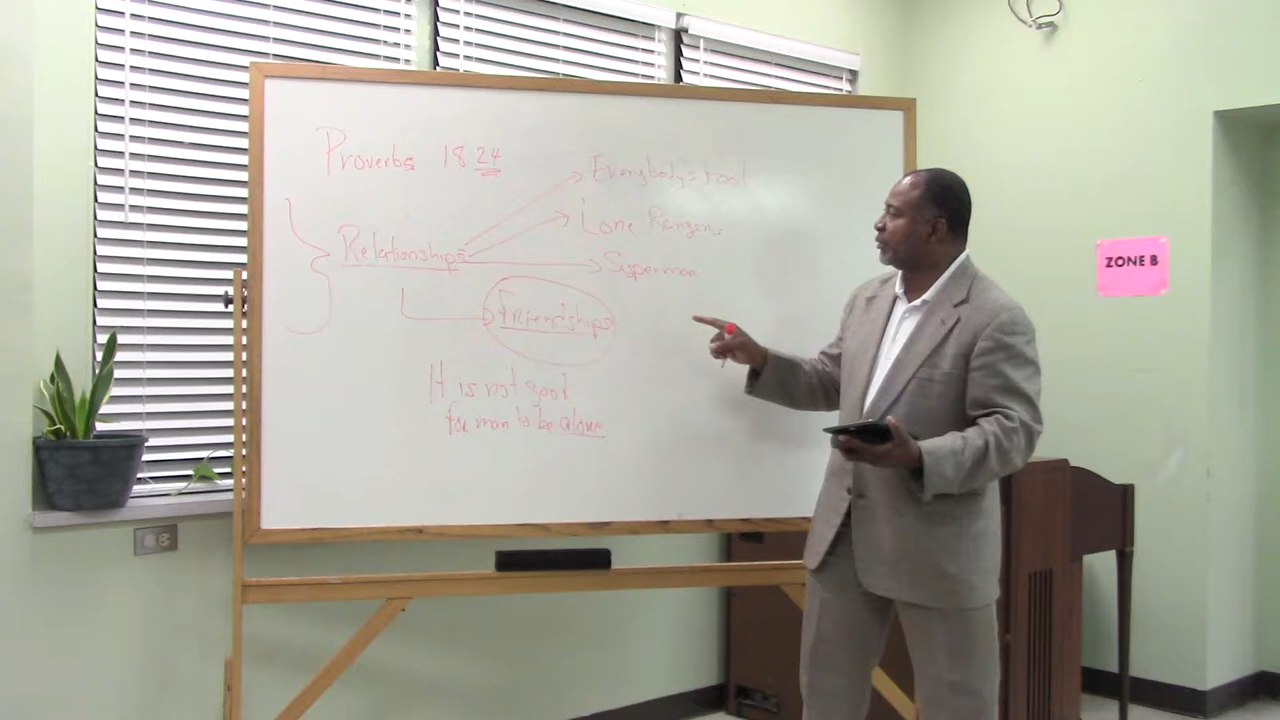 Proverbs 18 24
Everybody's tool
Lone Rangers
Relationships
Superman
Friendships
It is not good
for man to be alone
ZONE B